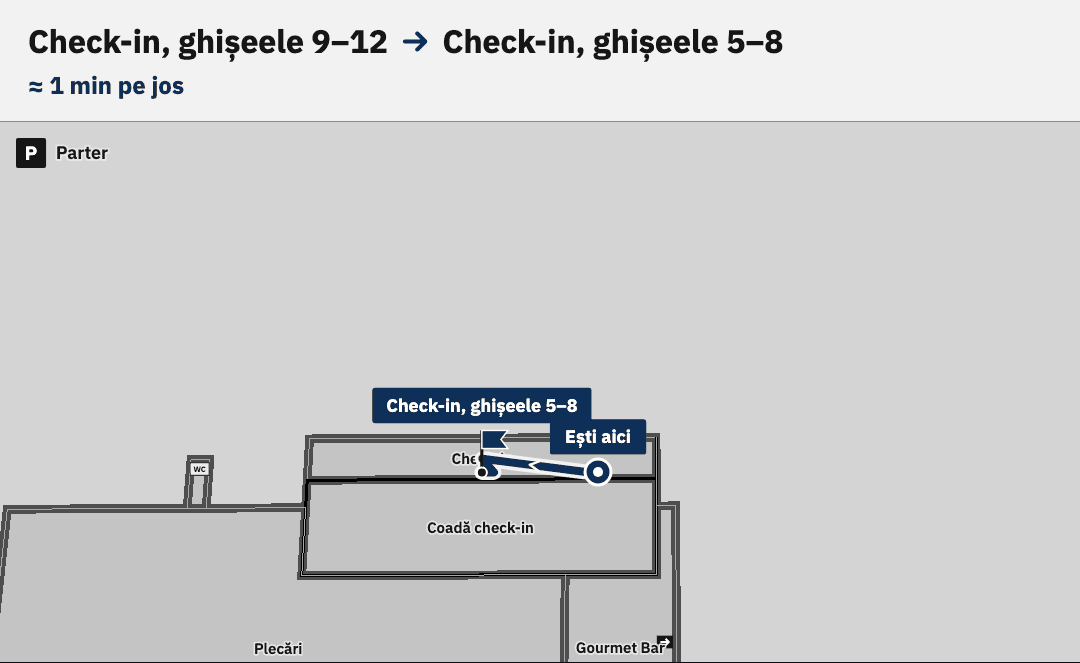 Check-in, ghișeele 9–12 → Check-in, ghișeele 5–8
≈ 1 min pe jos
P Parter
Check-in, ghișeele 5–8
Ești aici
WC
Coadă check-in
Plecări
Gourmet Bar